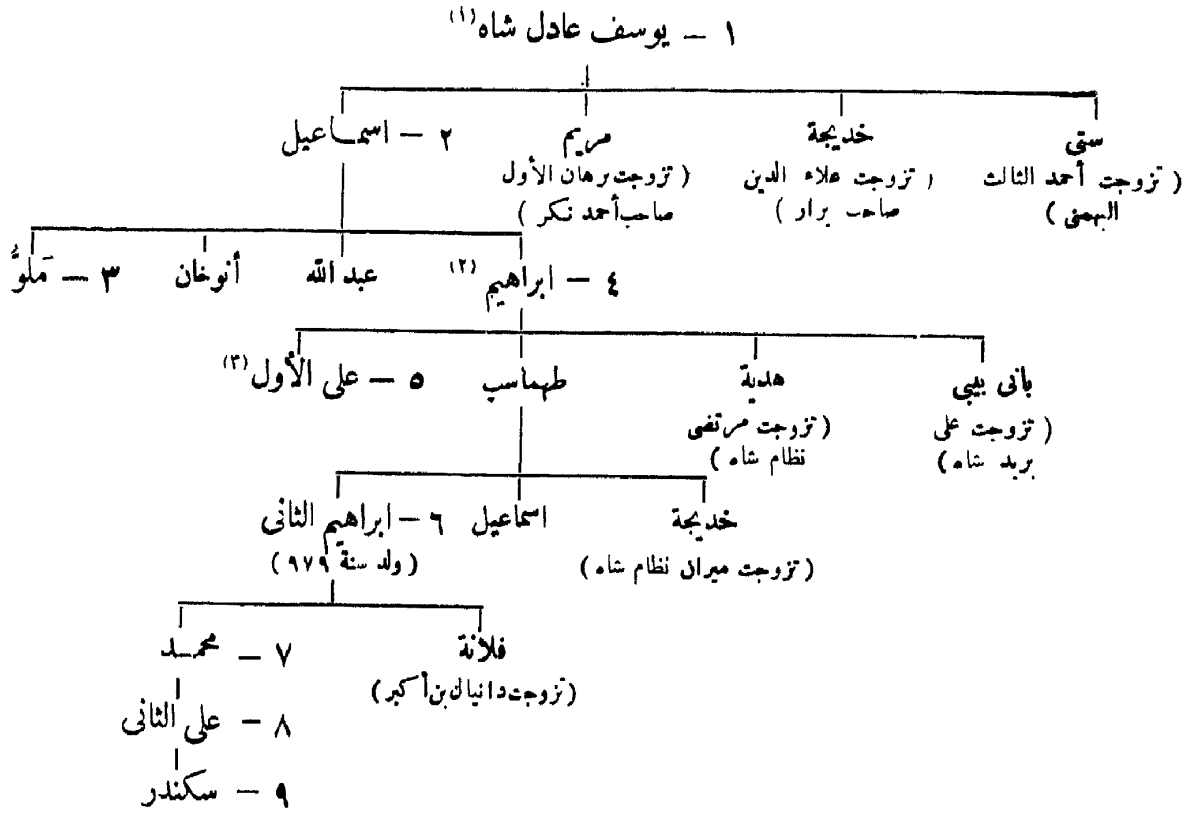 ١ – يوسف عادل شاه (١)
ستى
خديجة
مريم
٢ – اسماعيل
( تزوجت أحمد الثالث
( تزوجت علاء الدين
( تزوجت برهان الأول
البهمنى )
صاحب برار )
صاحب أحمد نكر )
٤ – ابراهيم (٢)
عبد الله
أنوخان
٣ – مَلوُّ
بانى بيبى
هدية
طهماسب
٥ – على الأول (٣)
( تزوجت على
( تزوجت مرتضى
بريد شاه )
نظام شاه )
خديجة
اسماعيل
٦ – ابراهيم الثانى
( تزوجت ميران نظام شاه )
( ولد سنة ٩٧٩ )
فلانة
٧ – محمد
( تزوجت دانيال بن أكبر )
٨ – على الثانى
٩ – سكندر